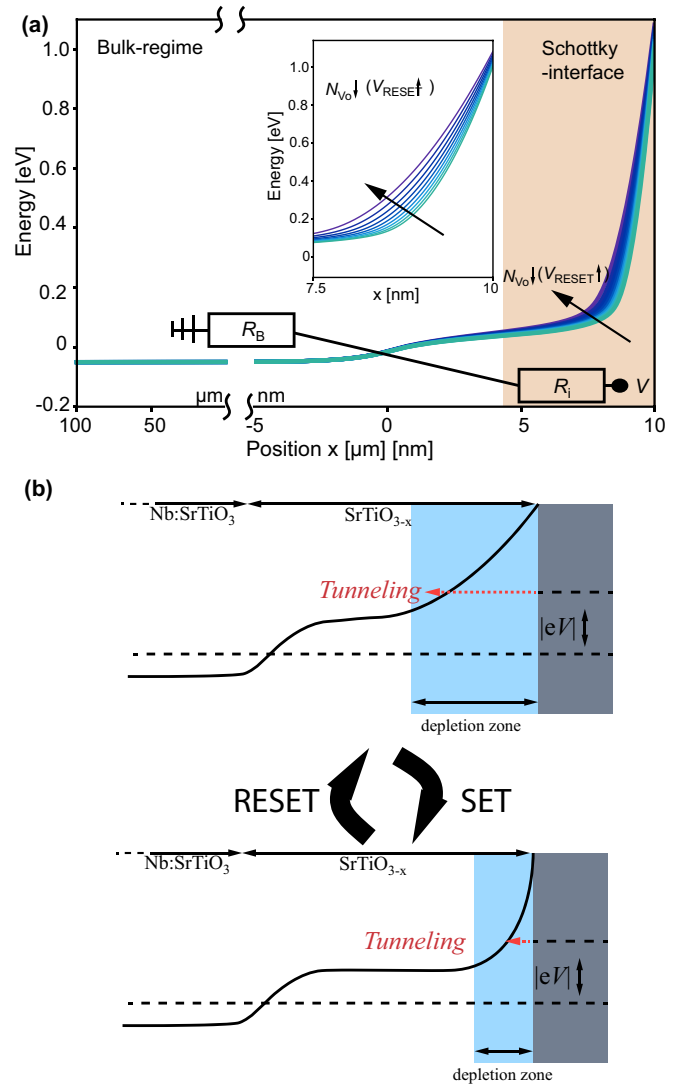 (a)
Bulk-regime
Schottky
-interface
Energy [eV]
1.0
0.8
0.6
0.4
0.2
0
-0.2
N_Vo↓(V_RESET↑)
Energy [eV]
1.0
0.8
0.6
0.4
0.2
0
7.5
10
x [nm]
N_Vo↓(V_RESET↑)
R_B
R_i
V
µm
nm
100
50
-5
0
5
10
Position x [µm] [nm]
(b)
Nb:SrTiO₃
SrTiO₃₋ₓ
Tunneling
|eV|
depletion zone
RESET
SET
Nb:SrTiO₃
SrTiO₃₋ₓ
Tunneling
|eV|
depletion zone